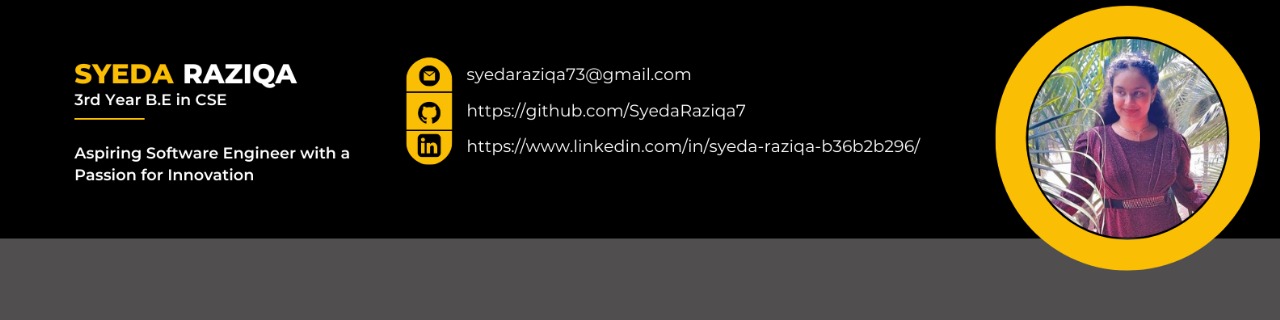 SYEDA RAZIQA
3rd Year B.E in CSE
Aspiring Software Engineer with a
Passion for Innovation
syedaraziqa73@gmail.com
https://github.com/SyedaRaziqa7
https://www.linkedin.com/in/syeda-raziqa-b36b2b296/